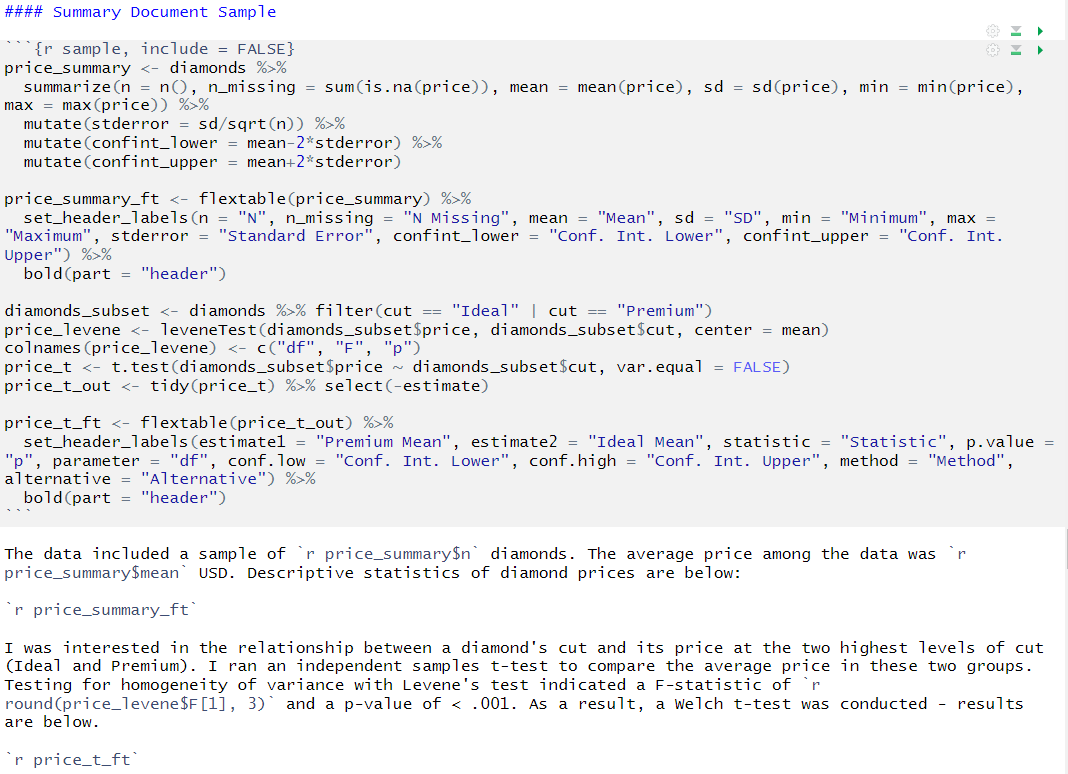 #### Summary Document Sample
```{r sample, include = FALSE}
price_summary <- diamonds %>%
  summarize(n = n(), n_missing = sum(is.na(price)), mean = mean(price), sd = sd(price), min = min(price),
max = max(price)) %>%
  mutate(stderror = sd/sqrt(n)) %>%
  mutate(confint_lower = mean-2*stderror) %>%
  mutate(confint_upper = mean+2*stderror)

price_summary_ft <- flextable(price_summary) %>%
  set_header_labels(n = "N", n_missing = "N Missing", mean = "Mean", sd = "SD", min = "Minimum", max =
"Maximum", stderror = "Standard Error", confint_lower = "Conf. Int. Lower", confint_upper = "Conf. Int.
Upper") %>%
  bold(part = "header")

diamonds_subset <- diamonds %>% filter(cut == "Ideal" | cut == "Premium")
price_levene <- leveneTest(diamonds_subset$price, diamonds_subset$cut, center = mean)
colnames(price_levene) <- c("df", "F", "p")
price_t <- t.test(diamonds_subset$price ~ diamonds_subset$cut, var.equal = FALSE)
price_t_out <- tidy(price_t) %>% select(-estimate)

price_t_ft <- flextable(price_t_out) %>%
  set_header_labels(estimate1 = "Premium Mean", estimate2 = "Ideal Mean", statistic = "Statistic", p.value =
"p", parameter = "df", conf.low = "Conf. Int. Lower", conf.high = "Conf. Int. Upper", method = "Method",
alternative = "Alternative") %>%
  bold(part = "header")
```

The data included a sample of `r price_summary$n` diamonds. The average price among the data was `r
price_summary$mean` USD. Descriptive statistics of diamond prices are below:

`r price_summary_ft`

I was interested in the relationship between a diamond's cut and its price at the two highest levels of cut
(Ideal and Premium). I ran an independent samples t-test to compare the average price in these two groups.
Testing for homogeneity of variance with Levene's test indicated a F-statistic of `r
round(price_levene$F[1], 3)` and a p-value of < .001. As a result, a Welch t-test was conducted - results
are below.

`r price_t_ft`